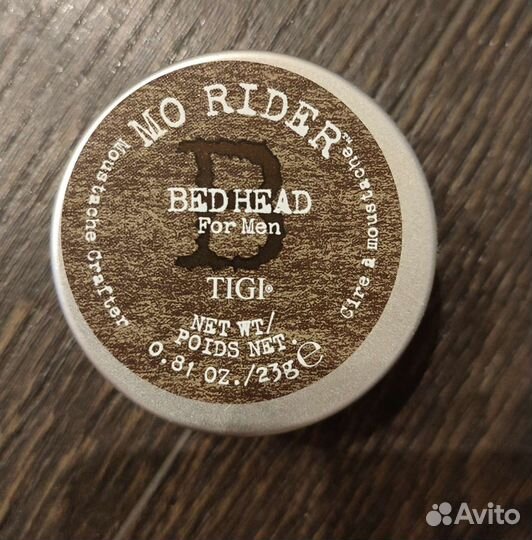 MO RIDER™
Moustache Crafter
B
BED HEAD
For Men
TIGI®
Cire à moustache
NET WT/
POIDS NET.
0.81 OZ./23g ℮
Avito